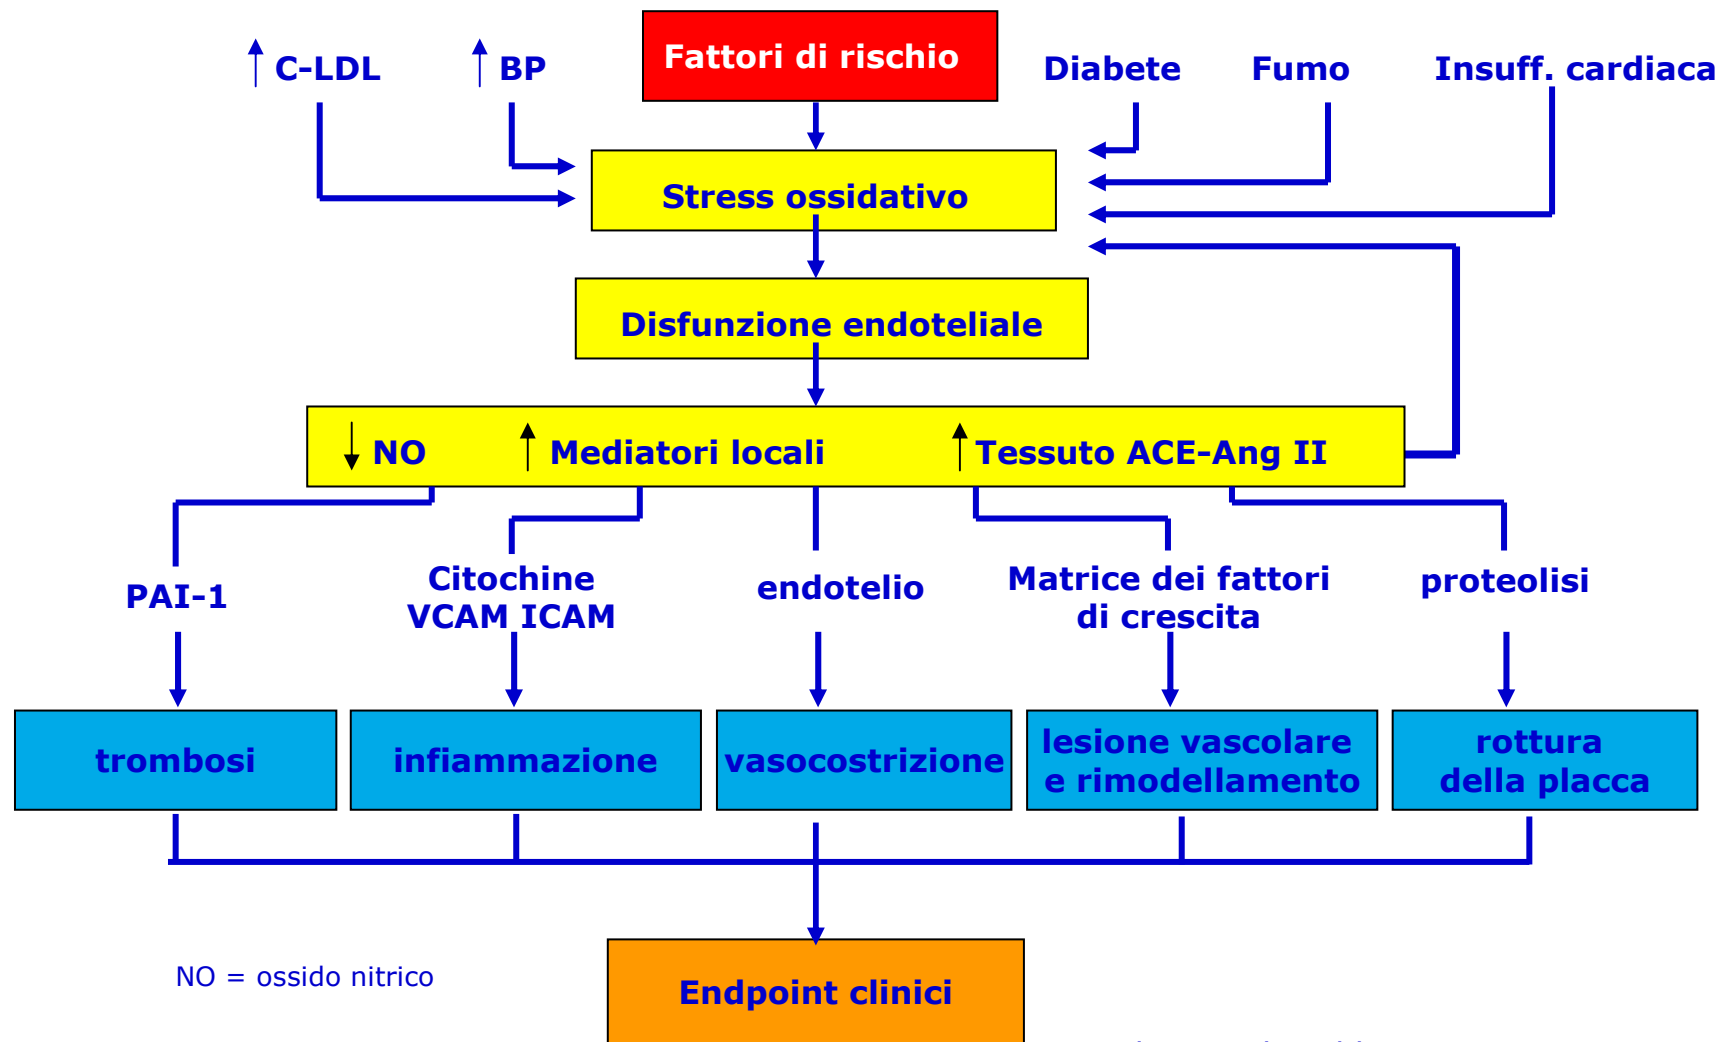 Fattori di rischio
C-LDL
BP
Diabete
Fumo
Insuff. cardiaca
Stress ossidativo
Disfunzione endoteliale
NO
Mediatori locali
Tessuto ACE-Ang II
PAI-1
Citochine
VCAM ICAM
endotelio
Matrice dei fattori
di crescita
proteolisi
trombosi
infiammazione
vasocostrizione
lesione vascolare
e rimodellamento
rottura
della placca
NO = ossido nitrico
Endpoint clinici